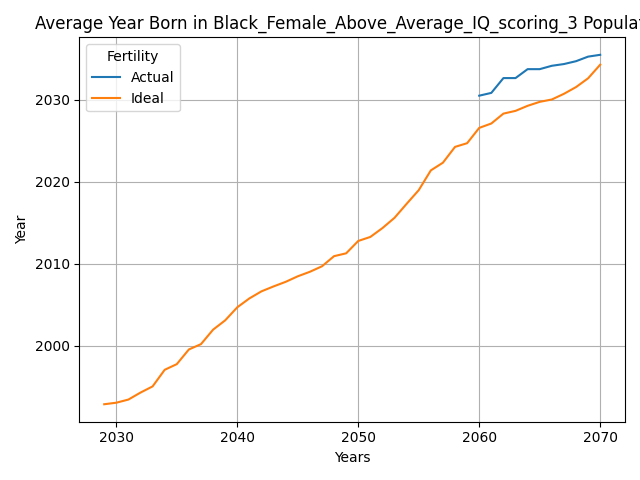 Average Year Born in Black_Female_Above_Average_IQ_scoring_3 Populat
Fertility
Actual
Ideal
2030
2020
2010
2000
Year
2030 2040 2050 2060 2070
Years